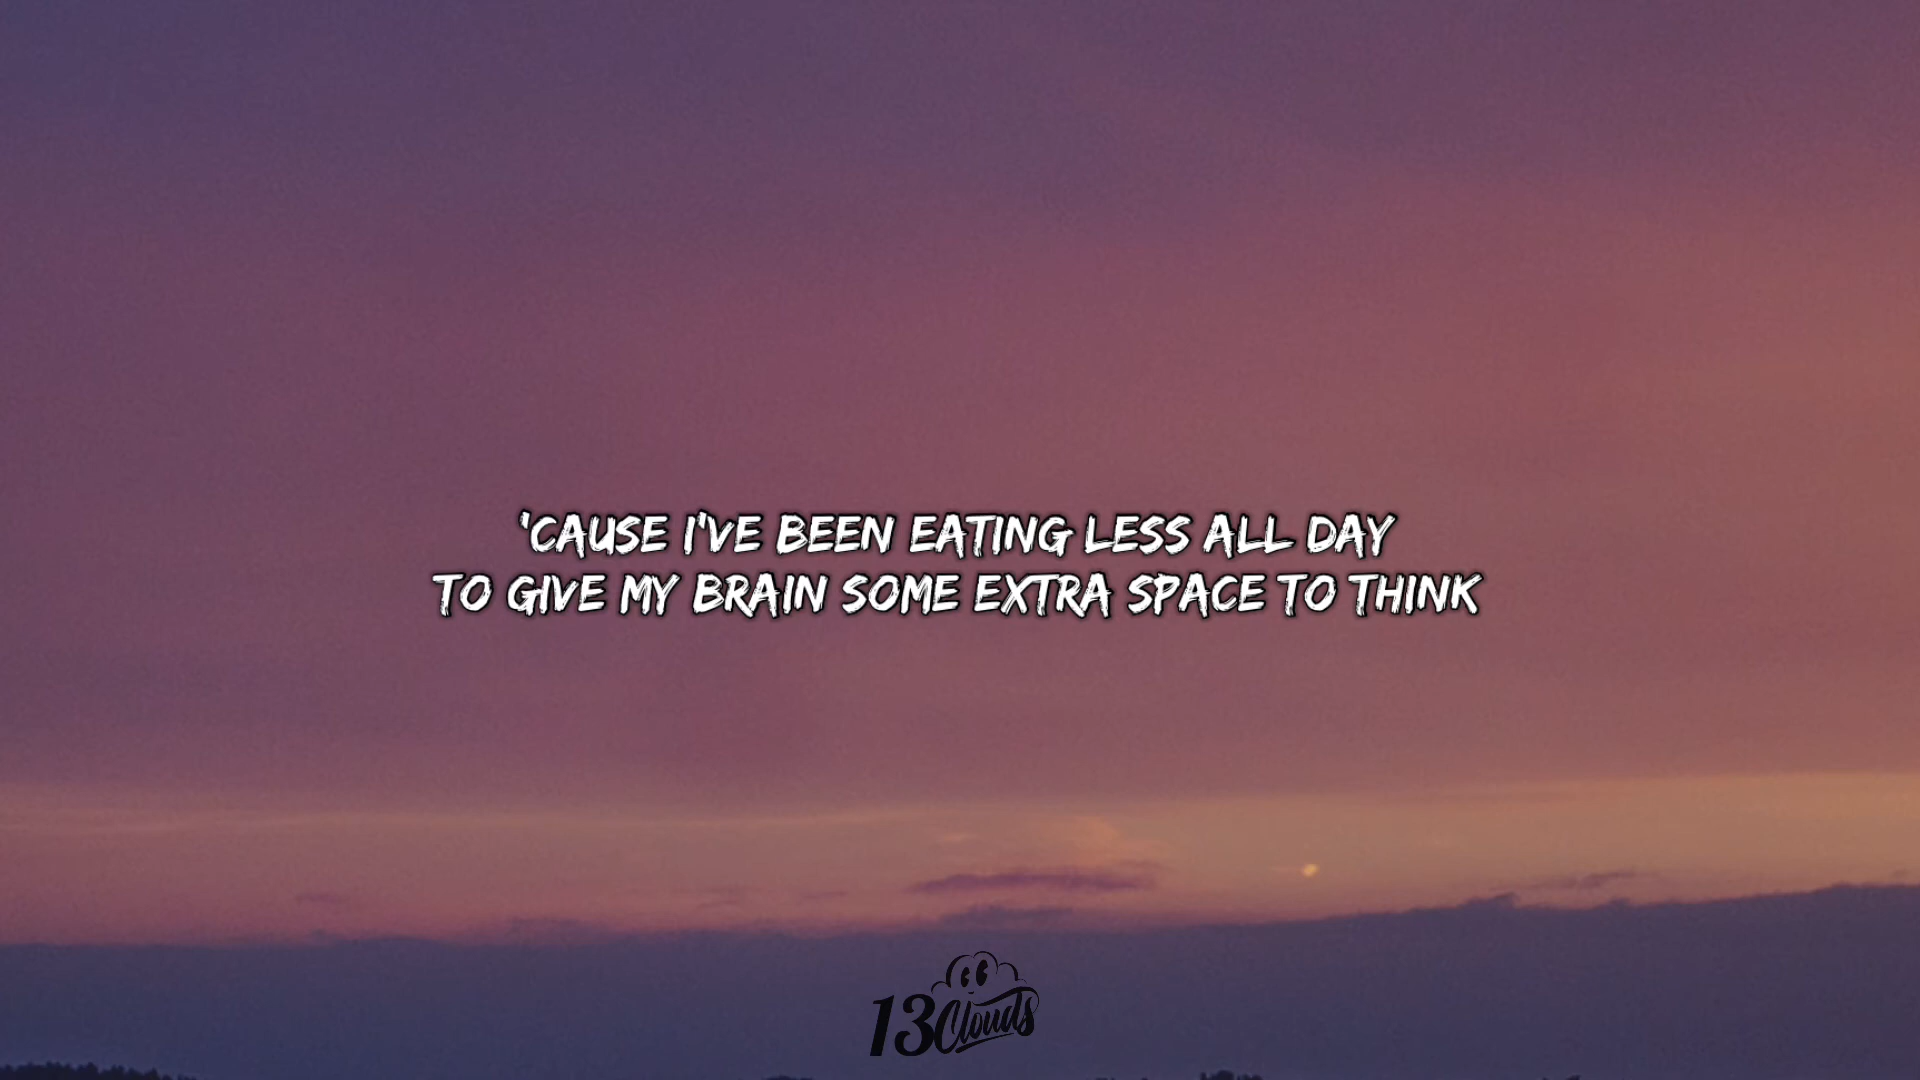 'CAUSE I'VE BEEN EATING LESS ALL DAY
TO GIVE MY BRAIN SOME EXTRA SPACE TO THINK
13Clouds